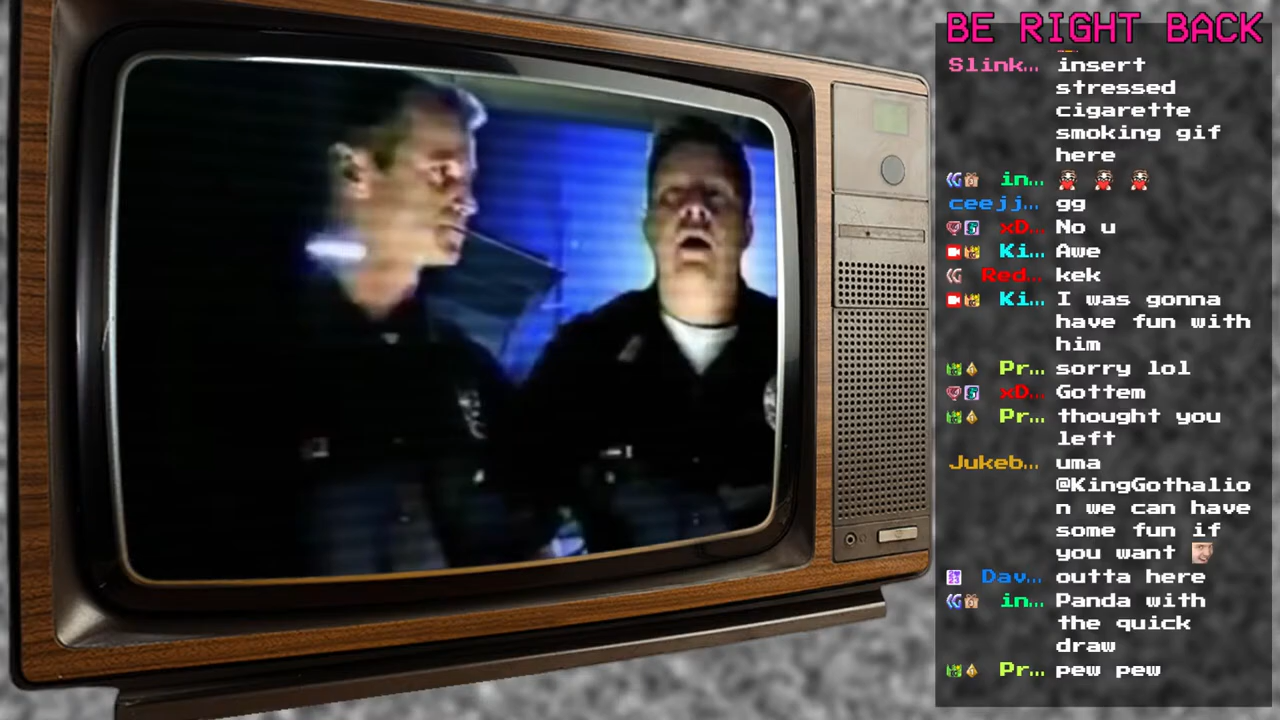 BE RIGHT BACK
Slink... insert
stressed
cigarette
smoking gif
here
in...
ceejj... gg
xD... No u
Ki... Awe
Red... kek
Ki... I was gonna
have fun with
him
Pr... sorry lol
xD... Gottem
Pr... thought you
left
Jukeb... uma
@KingGothalio
n we can have
some fun if
you want
Dav... outta here
in... Panda with
the quick
draw
Pr... pew pew